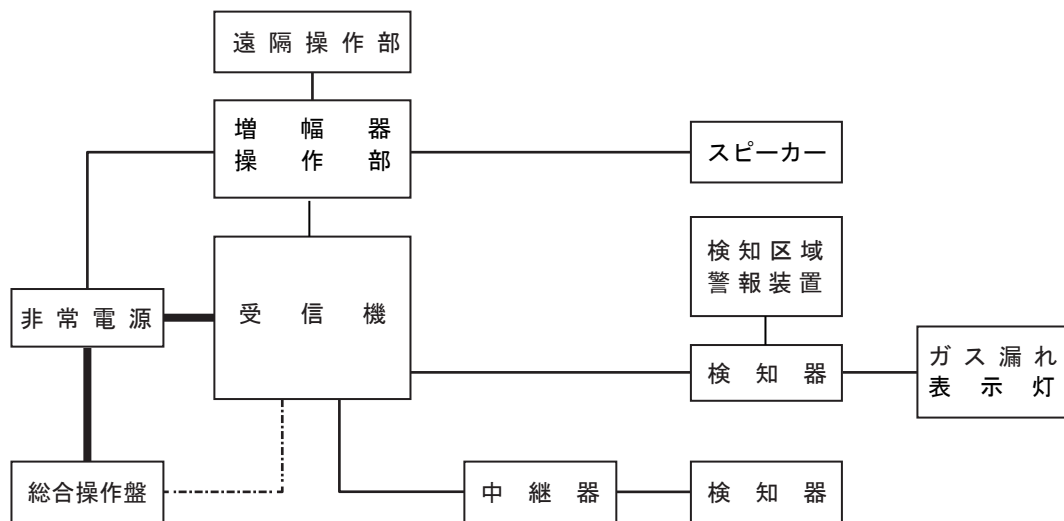 遠隔操作部
増幅器
操作部
スピーカー
検知区域
警報装置
非常電源
受信機
検知器
ガス漏れ
表示灯
総合操作盤
中継器
検知器